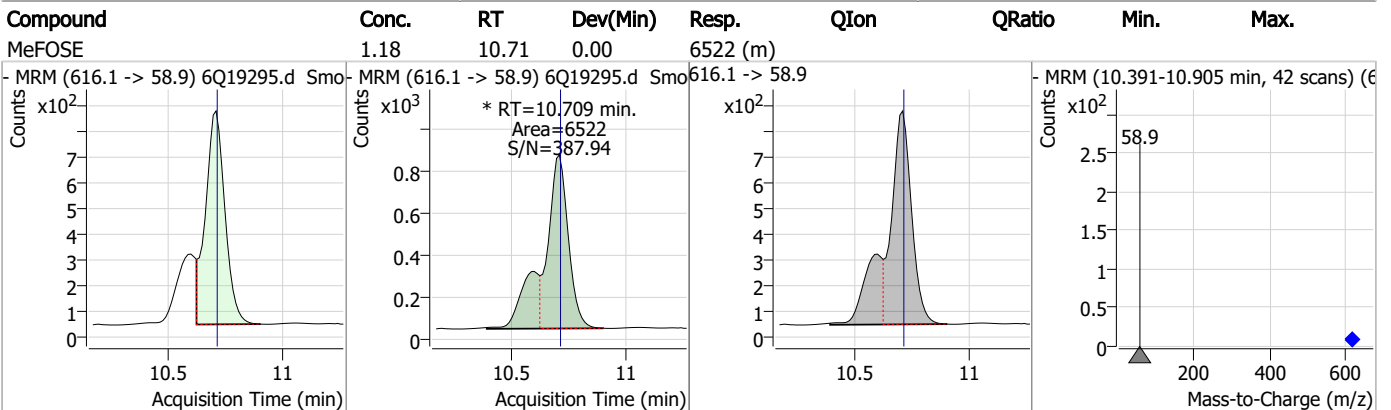 Compound Conc. RT Dev(Min) Resp. QIon QRatio Min. Max.
MeFOSE 1.18 10.71 0.00 6522 (m)
- MRM (616.1 -> 58.9) 6Q19295.d Smo
Counts
x10²
7
6
5
4
3
2
1
0
10.5 11
Acquisition Time (min)
- MRM (616.1 -> 58.9) 6Q19295.d Smo
Counts
x10³
* RT=10.709 min.
Area=6522
S/N=387.94
0.8
0.6
0.4
0.2
0
10.5 11
Acquisition Time (min)
616.1 -> 58.9
x10²
7
6
5
4
3
2
1
0
10.5 11
Acquisition Time (min)
- MRM (10.391-10.905 min, 42 scans) (6
Counts
x10²
58.9
2.5
2
1.5
1
0.5
0
200 400 600
Mass-to-Charge (m/z)